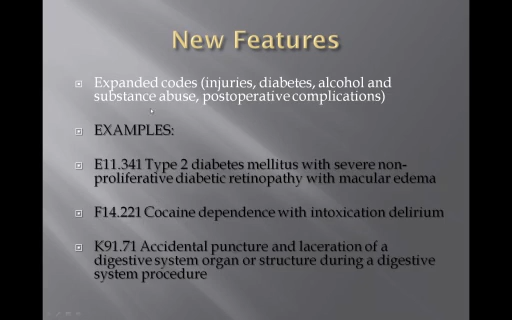 New Features
Expanded codes (injuries, diabetes, alcohol and
substance abuse, postoperative complications)
EXAMPLES:
E11.341 Type 2 diabetes mellitus with severe non-
proliferative diabetic retinopathy with macular edema
F14.221 Cocaine dependence with intoxication delirium
K91.71 Accidental puncture and laceration of a
digestive system organ or structure during a digestive
system procedure